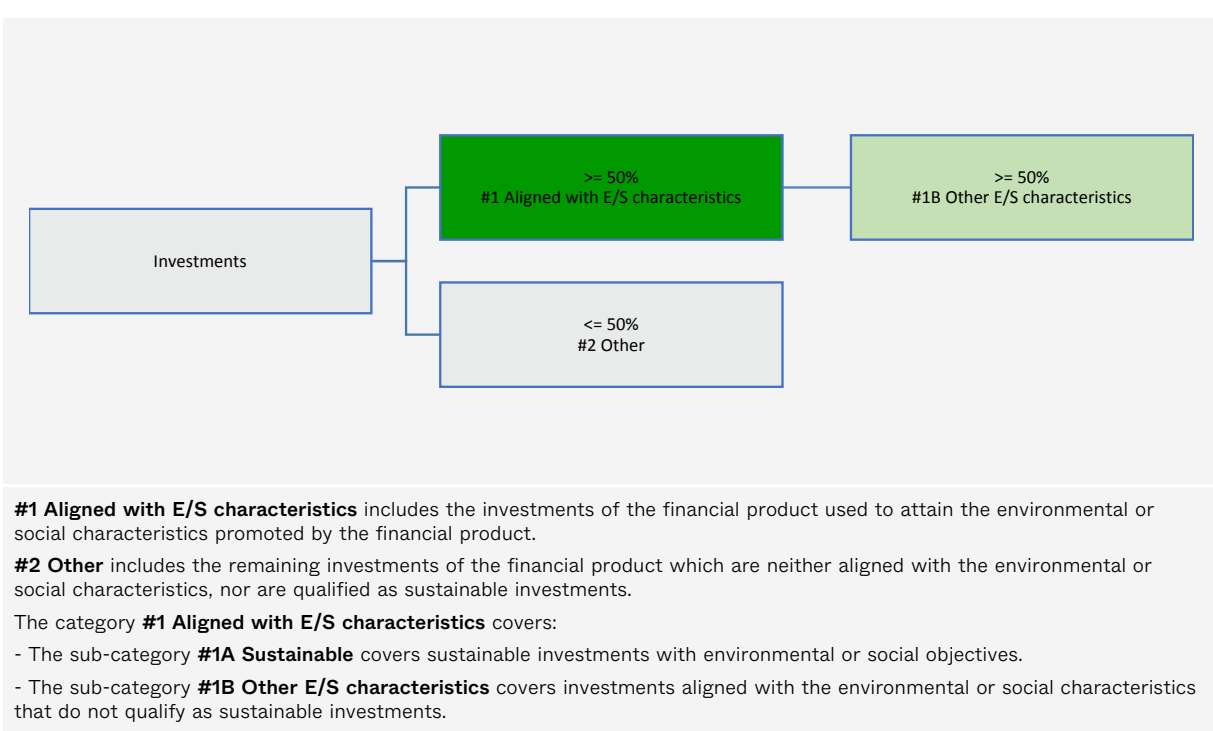 >= 50%
#1 Aligned with E/S characteristics
>= 50%
#1B Other E/S characteristics
Investments
<= 50%
#2 Other
#1 Aligned with E/S characteristics includes the investments of the financial product used to attain the environmental or
social characteristics promoted by the financial product.
#2 Other includes the remaining investments of the financial product which are neither aligned with the environmental or
social characteristics, nor are qualified as sustainable investments.
The category #1 Aligned with E/S characteristics covers:
- The sub-category #1A Sustainable covers sustainable investments with environmental or social objectives.
- The sub-category #1B Other E/S characteristics covers investments aligned with the environmental or social characteristics
that do not qualify as sustainable investments.